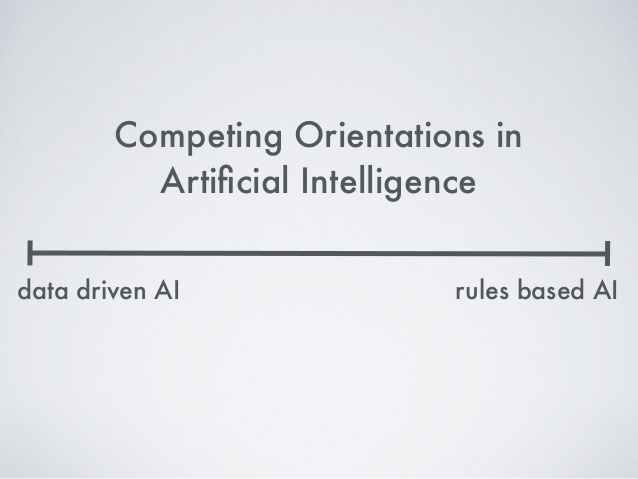 Competing Orientations in
Artificial Intelligence
data driven AI
rules based AI